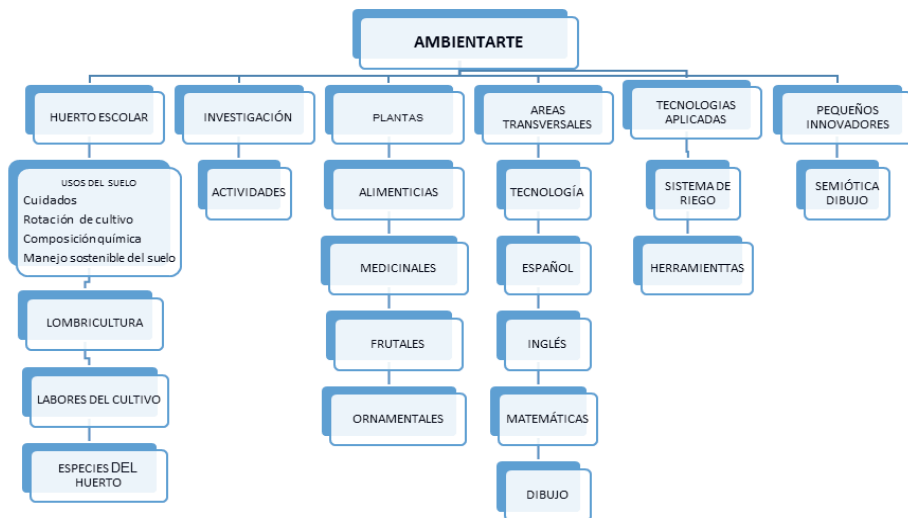 AMBIENTARTE
HUERTO ESCOLAR
USOS DEL SUELO
Cuidados
Rotación de cultivo
Composición química
Manejo sostenible del suelo
LOMBRICULTURA
LABORES DEL CULTIVO
ESPECIES DEL
HUERTO
INVESTIGACIÓN
ACTIVIDADES
PLANTAS
ALIMENTICIAS
MEDICINALES
FRUTALES
ORNAMENTALES
AREAS
TRANSVERSALES
TECNOLOGÍA
ESPAÑOL
INGLÉS
MATEMÁTICAS
DIBUJO
TECNOLOGIAS
APLICADAS
SISTEMA DE
RIEGO
HERRAMIENTTAS
PEQUEÑOS
INNOVADORES
SEMIÓTICA
DIBUJO